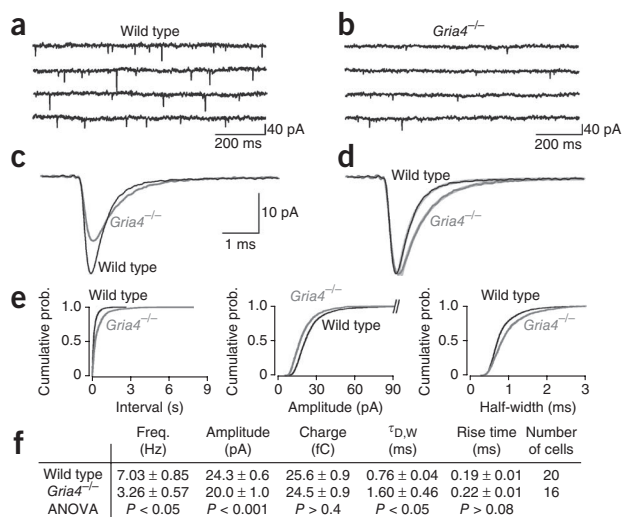 a
Wild type
40 pA
200 ms
b
Gria4–/–
40 pA
200 ms
c
Gria4–/–
Wild type
10 pA
1 ms
d
Wild type
Gria4–/–
e
Cumulative prob.
1.0
0.5
0
Wild type
Gria4–/–
0 3 6 9
Interval (s)
Cumulative prob.
1.0
0.5
0
Gria4–/–
Wild type
0 30 60 90
Amplitude (pA)
Cumulative prob.
1.0
0.5
0
Wild type
Gria4–/–
0 1 2 3
Half-width (ms)
f
Freq. Amplitude Charge τD,W Rise time Number
(Hz) (pA) (fC) (ms) (ms) of cells
Wild type 7.03 ± 0.85 24.3 ± 0.6 25.6 ± 0.9 0.76 ± 0.04 0.19 ± 0.01 20
Gria4–/– 3.26 ± 0.57 20.0 ± 1.0 24.5 ± 0.9 1.60 ± 0.46 0.22 ± 0.01 16
ANOVA P < 0.05 P < 0.001 P > 0.4 P < 0.05 P > 0.08